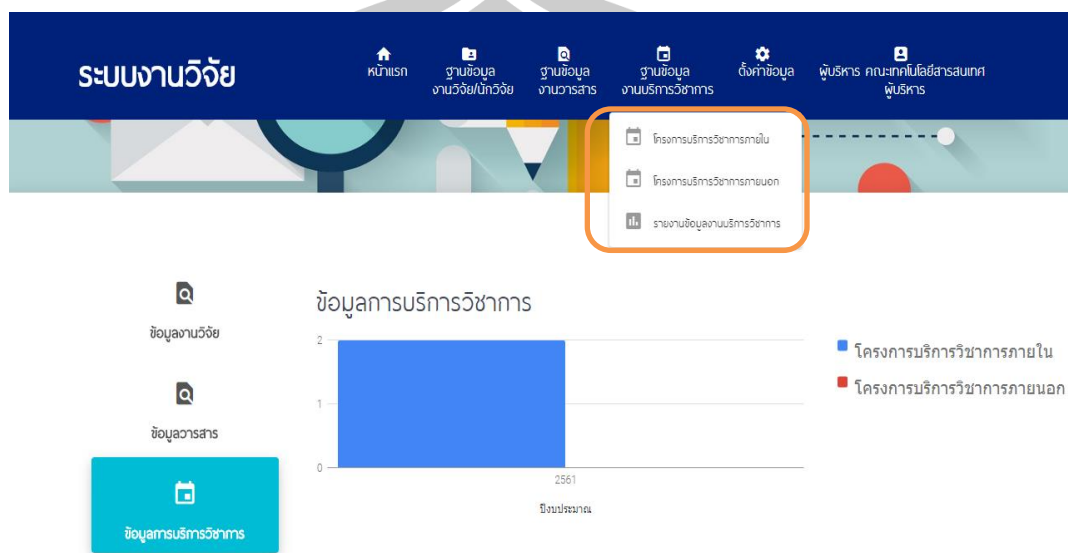 ระบบงานวิจัย
หน้าแรก
ฐานข้อมูล
งานวิจัย/นักวิจัย
ฐานข้อมูล
งานวารสาร
ฐานข้อมูล
งานบริการวิชาการ
ตั้งค่าข้อมูล
ผู้บริหาร คณะเทคโนโลยีสารสนเทศ
ผู้บริหาร
โครงการบริการวิชาการภายใน
โครงการบริการวิชาการภายนอก
รายงานข้อมูลงานบริการวิชาการ
ข้อมูลงานวิจัย
ข้อมูลวารสาร
ข้อมูลการบริการวิชาการ
ข้อมูลการบริการวิชาการ
2
1
0
2561
ปีงบประมาณ
โครงการบริการวิชาการภายใน
โครงการบริการวิชาการภายนอก